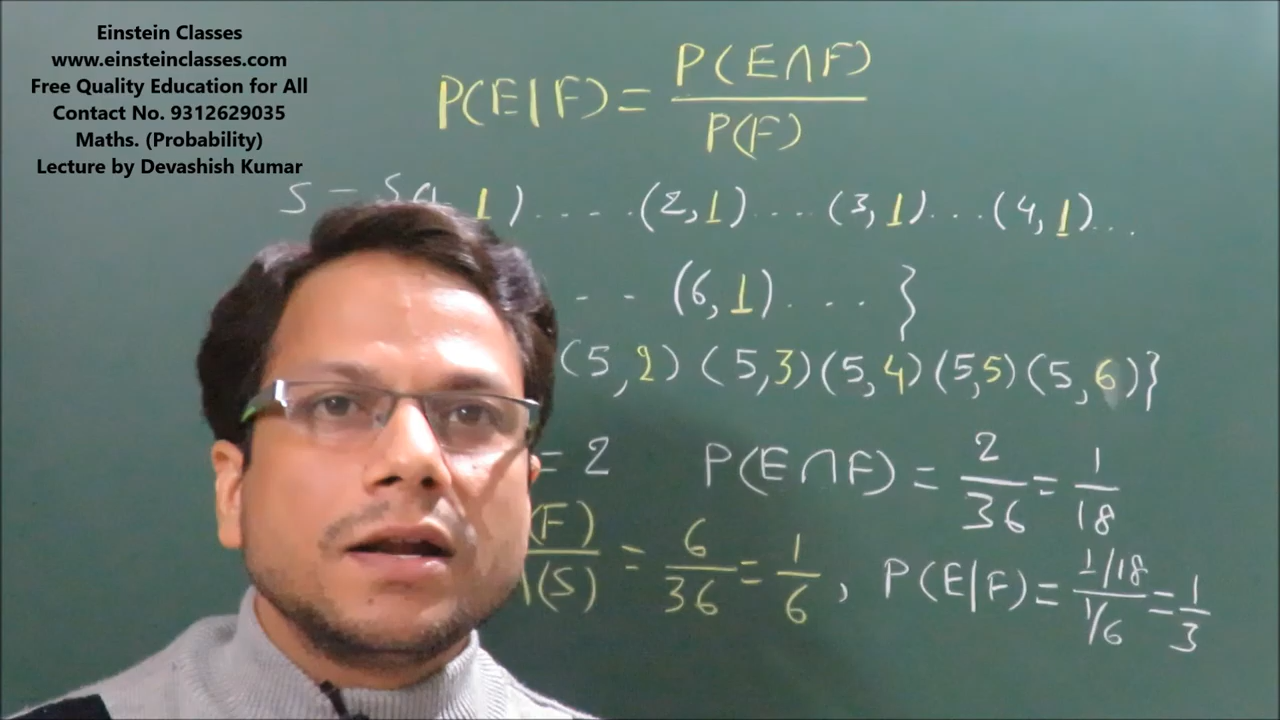 Einstein Classes
www.einsteinclasses.com
Free Quality Education for All
Contact No. 9312629035
Maths. (Probability)
Lecture by Devashish Kumar
P(E|F) = P(E∩F) / P(F)
S = 1) .... (2,1) .... (3,1) ... (4,1) ...
-- (6,1) .... }
(5,2) (5,3) (5,4) (5,5) (5,6)}
= 2 P(E∩F) = 2/36 = 1/18
(F) / (S) = 6/36 = 1/6 , P(E|F) = 1/18 / 1/6 = 1/3